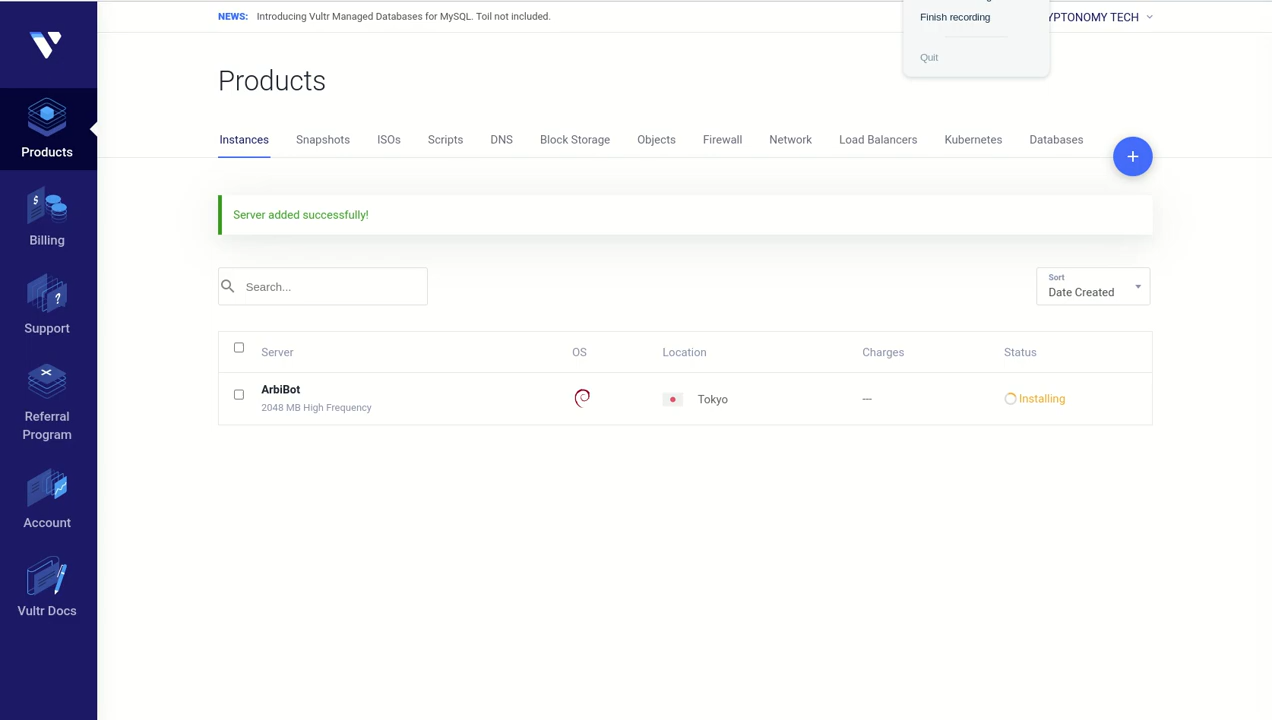 NEWS: Introducing Vultr Managed Databases for MySQL. Toil not included.
Finish recording
YPTONOMY TECH
Quit
Products
Instances Snapshots ISOs Scripts DNS Block Storage Objects Firewall Network Load Balancers Kubernetes Databases
+
Server added successfully!
Search...
Sort
Date Created
Server OS Location Charges Status
ArbiBot
2048 MB High Frequency
Tokyo
---
Installing
Products
$
Billing
?
Support
Referral
Program
Account
Vultr Docs